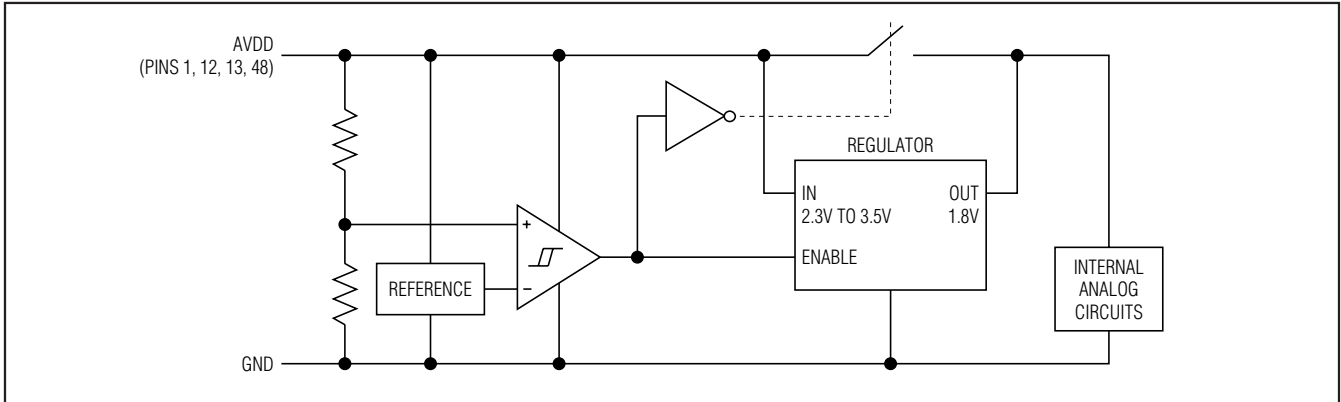 AVDD
(PINS 1, 12, 13, 48)
REGULATOR
IN
2.3V TO 3.5V
OUT
1.8V
+
ENABLE
REFERENCE
−
INTERNAL
ANALOG
CIRCUITS
GND